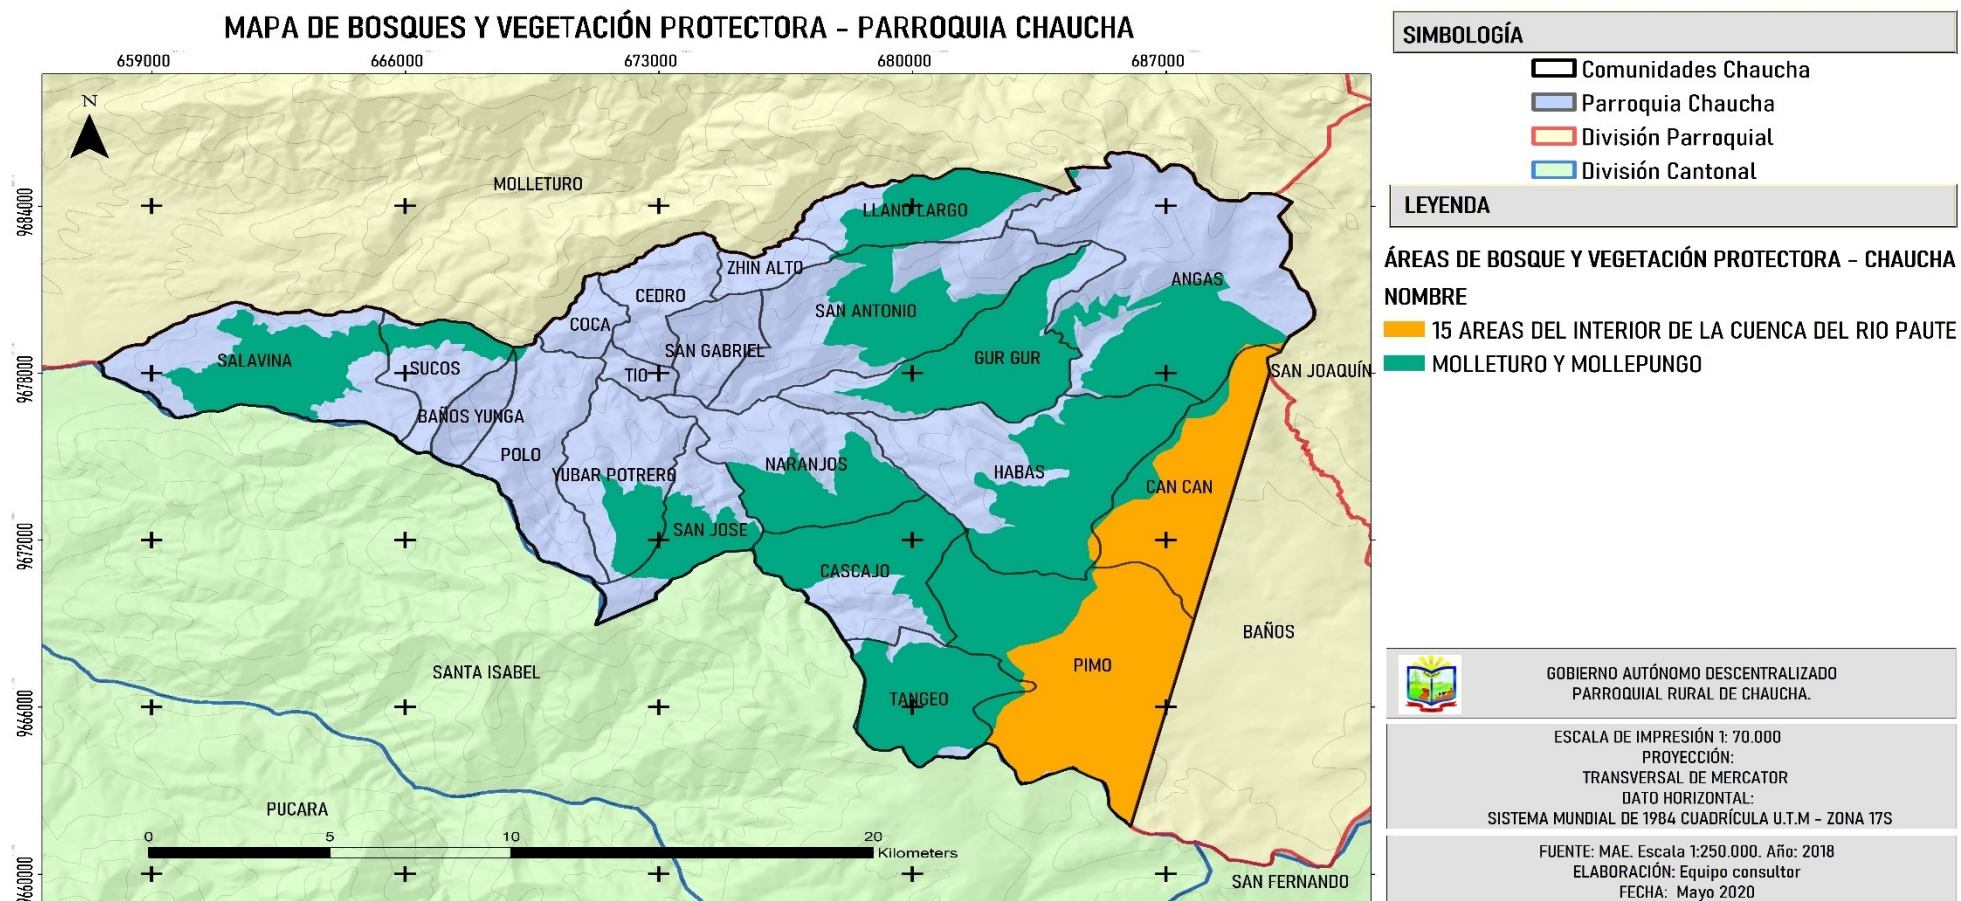 MAPA DE BOSQUES Y VEGETACIÓN PROTECTORA - PARROQUIA CHAUCHA
659000 666000 673000 680000 687000
N
9684000
9678000
9672000
9666000
9660000
MOLLETURO
LLANO LARGO
ZHIN ALTO
ANGAS
CEDRO
SAN ANTONIO
COCA
SAN GABRIEL
GUR GUR
SALAVINA
SUCOS
TIO
SAN JOAQUÍN
BAÑOS YUNGA
POLO
YUBAR POTRERO
NARANJOS
HABAS
CAN CAN
SAN JOSE
CASCAJO
BAÑOS
PIMO
SANTA ISABEL
TANGEO
PUCARA
SAN FERNANDO
0 5 10 20
Kilometers
SIMBOLOGÍA
Comunidades Chaucha
Parroquia Chaucha
División Parroquial
División Cantonal
LEYENDA
ÁREAS DE BOSQUE Y VEGETACIÓN PROTECTORA - CHAUCHA
NOMBRE
15 AREAS DEL INTERIOR DE LA CUENCA DEL RIO PAUTE
MOLLETURO Y MOLLEPUNGO
GOBIERNO AUTÓNOMO DESCENTRALIZADO
PARROQUIAL RURAL DE CHAUCHA.
ESCALA DE IMPRESIÓN 1: 70.000
PROYECCIÓN:
TRANSVERSAL DE MERCATOR
DATO HORIZONTAL:
SISTEMA MUNDIAL DE 1984 CUADRÍCULA U.T.M - ZONA 17S
FUENTE: MAE. Escala 1:250.000. Año: 2018
ELABORACIÓN: Equipo consultor
FECHA: Mayo 2020